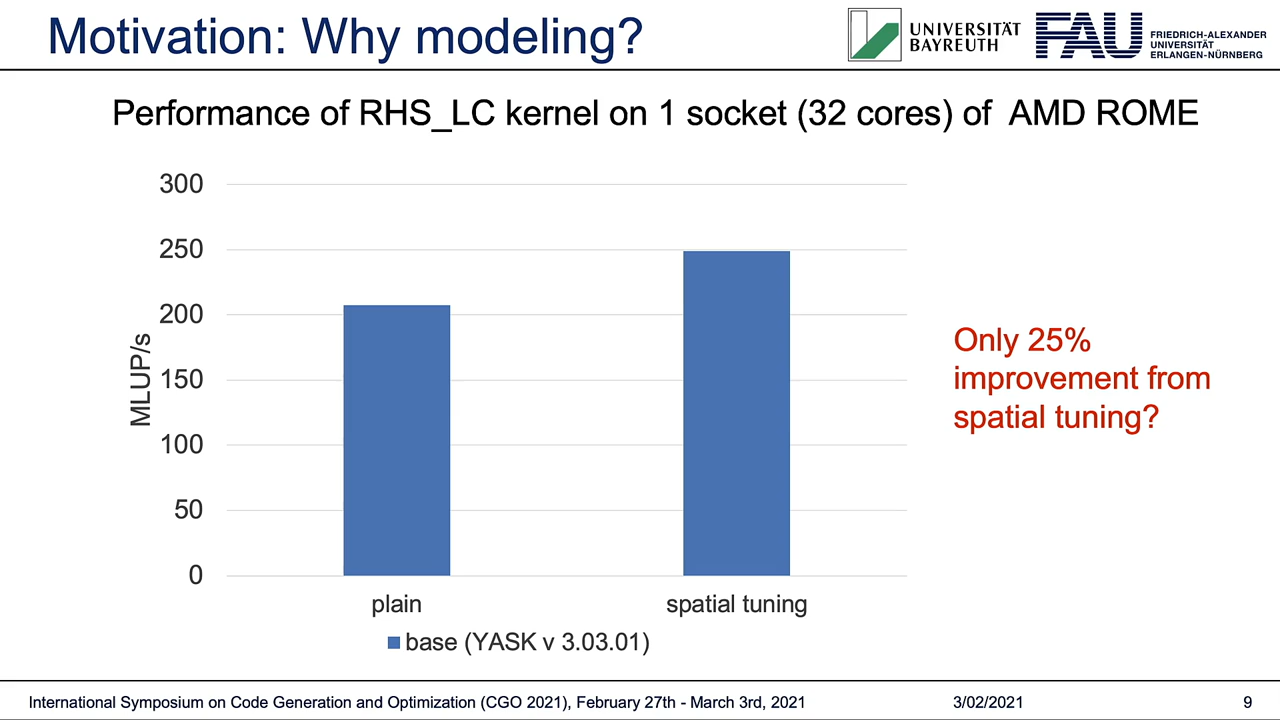 Motivation: Why modeling?
UNIVERSITÄT
BAYREUTH
FAU
FRIEDRICH-ALEXANDER
UNIVERSITÄT
ERLANGEN-NÜRNBERG
Performance of RHS_LC kernel on 1 socket (32 cores) of AMD ROME
300
250
200
150
100
50
0
MLUP/s
plain
spatial tuning
base (YASK v 3.03.01)
Only 25%
improvement from
spatial tuning?
International Symposium on Code Generation and Optimization (CGO 2021), February 27th - March 3rd, 2021
3/02/2021
9